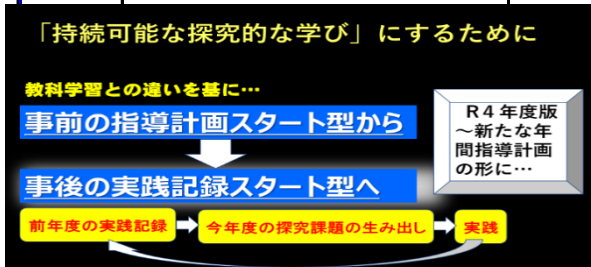 「持続可能な探究的な学び」にするために
教科学習との違いを基に…
事前の指導計画スタート型から
R4年度版
～新たな年
間指導計画
の形に…
事後の実践記録スタート型へ
前年度の実践記録
今年度の探究課題の生み出し
実践